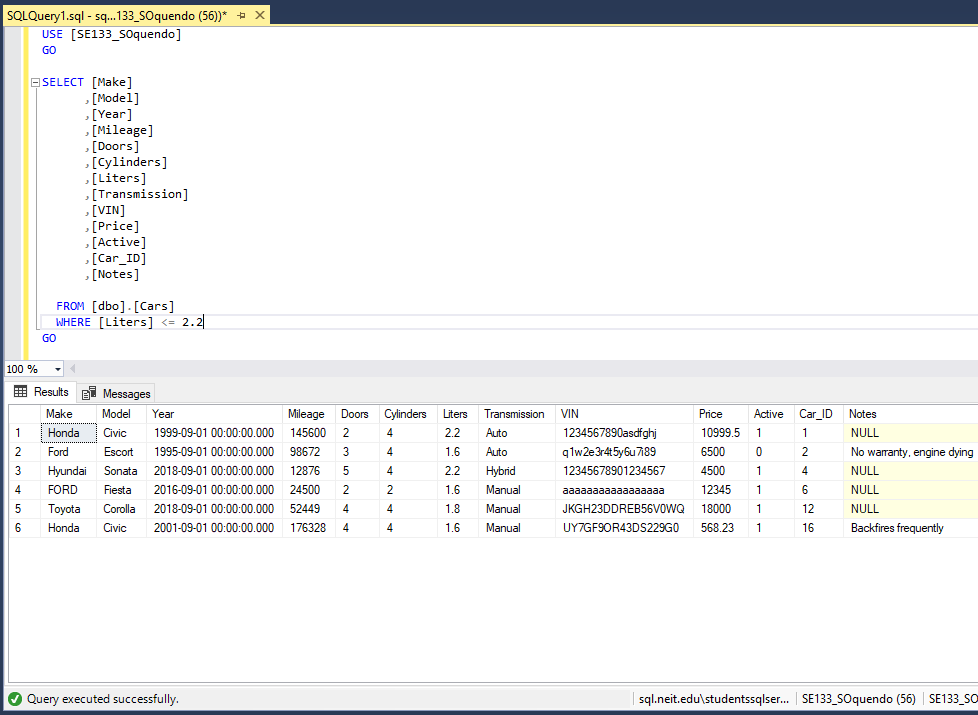 SQLQuery1.sql - sq...133_SOquendo (56))*
USE [SE133_SOquendo]
GO
SELECT [Make]
,[Model]
,[Year]
,[Mileage]
,[Doors]
,[Cylinders]
,[Liters]
,[Transmission]
,[VIN]
,[Price]
,[Active]
,[Car_ID]
,[Notes]
FROM [dbo].[Cars]
WHERE [Liters] <= 2.2
GO
100 %
Results Messages
Make Model Year Mileage Doors Cylinders Liters Transmission VIN Price Active Car_ID Notes
1 Honda Civic 1999-09-01 00:00:00.000 145600 2 4 2.2 Auto 1234567890asdfghj 10999.5 1 1 NULL
2 Ford Escort 1995-09-01 00:00:00.000 98672 3 4 1.6 Auto q1w2e3r4t5y6u7i89 6500 0 2 No warranty, engine dying
3 Hyundai Sonata 2018-09-01 00:00:00.000 12876 5 4 2.2 Hybrid 12345678901234567 4500 1 4 NULL
4 FORD Fiesta 2016-09-01 00:00:00.000 24500 2 2 1.6 Manual aaaaaaaaaaaaaaaaa 12345 1 6 NULL
5 Toyota Corolla 2018-09-01 00:00:00.000 52449 4 4 1.8 Manual JKGH23DDREB56V0WQ 18000 1 12 NULL
6 Honda Civic 2001-09-01 00:00:00.000 176328 4 4 1.6 Manual UY7GF9OR43DS229G0 568.23 1 16 Backfires frequently
Query executed successfully. sql.neit.edu\studentssqlser... SE133_SOquendo (56) SE133_SO